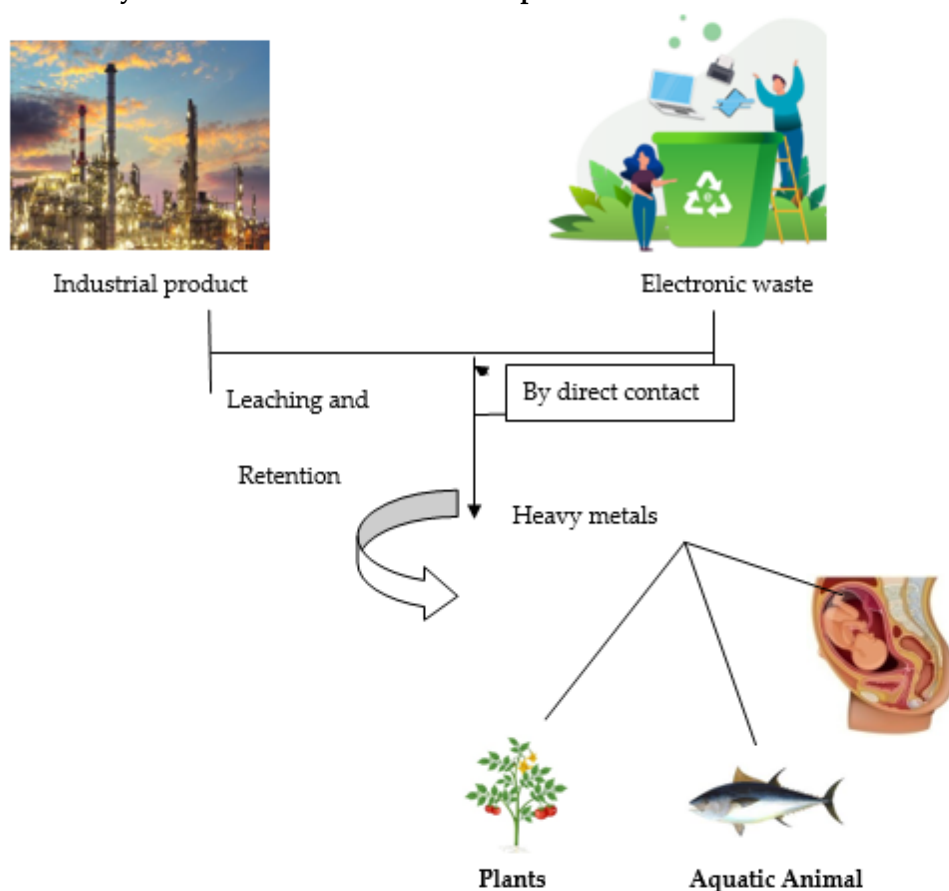 Industrial product
Electronic waste
By direct contact
Leaching and
Retention
Heavy metals
Plants
Aquatic Animal